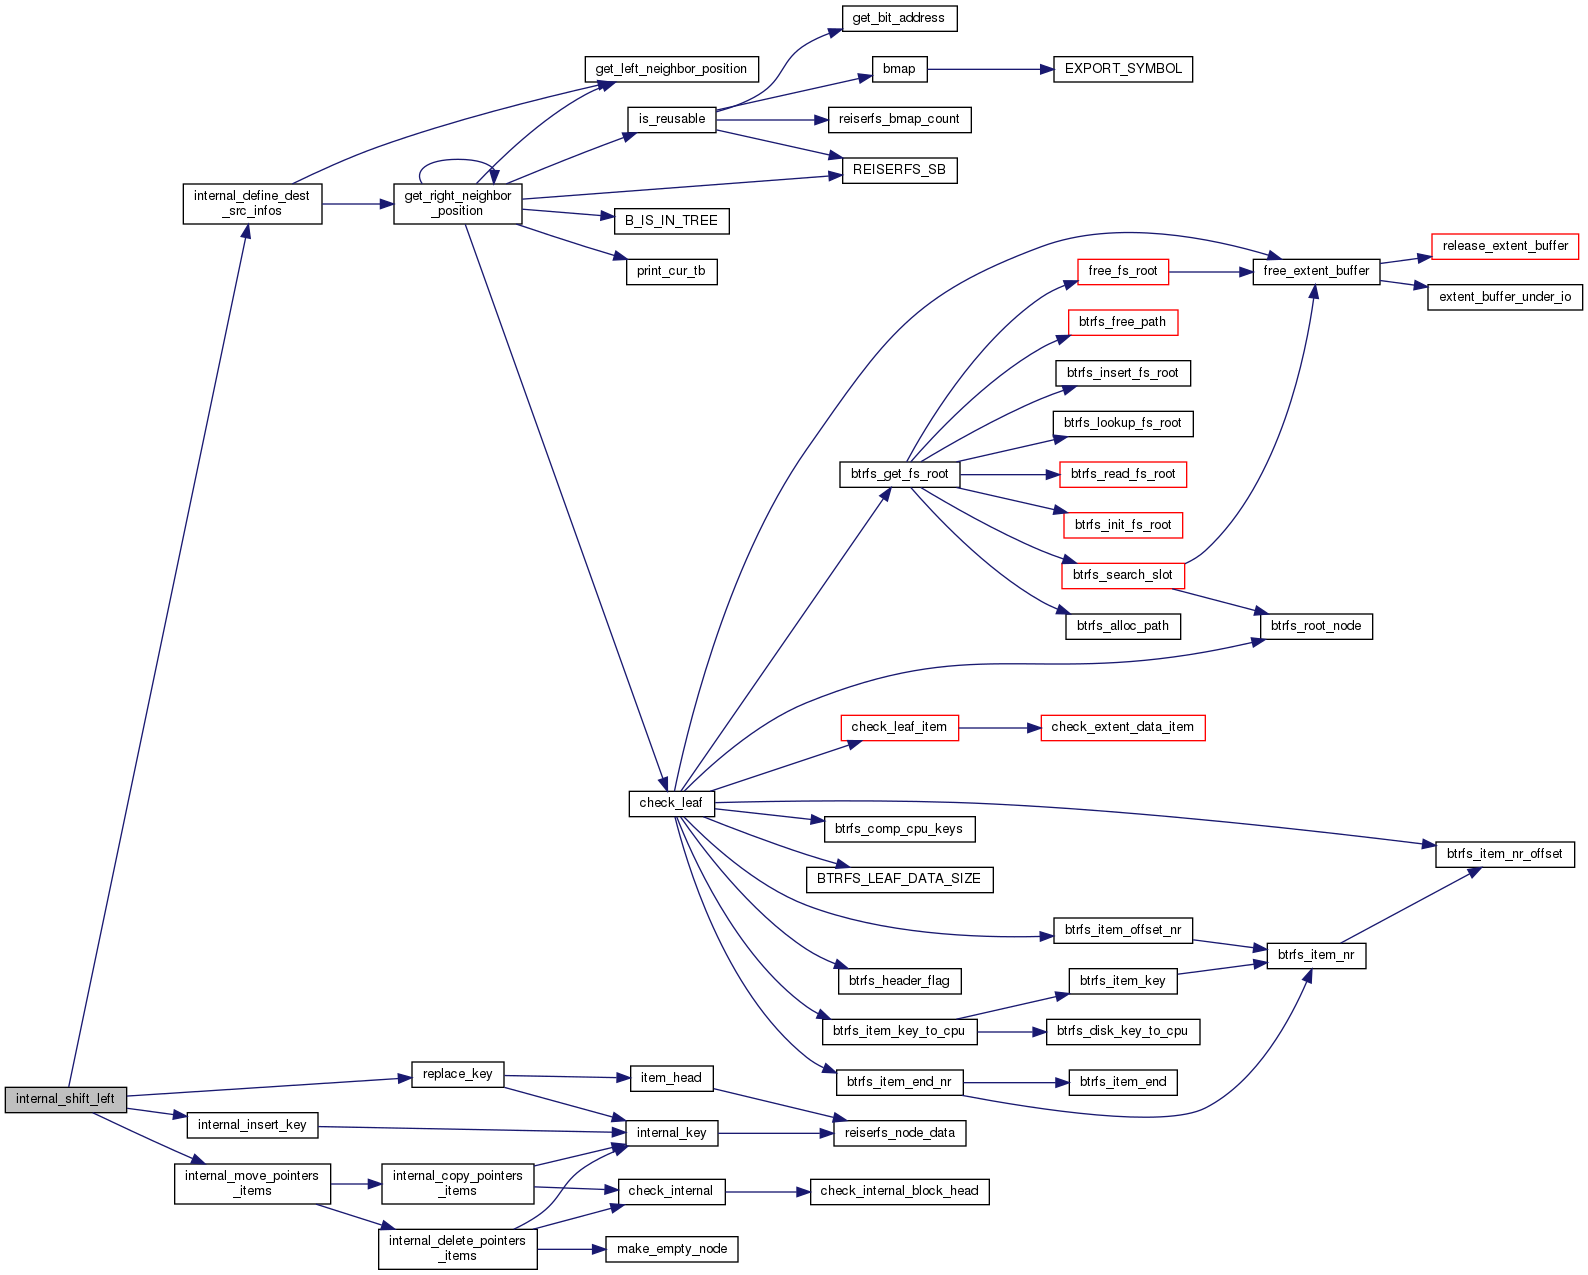 get_bit_address
get_left_neighbor_position
bmap
EXPORT_SYMBOL
is_reusable
reiserfs_bmap_count
REISERFS_SB
internal_define_dest
_src_infos
get_right_neighbor
_position
B_IS_IN_TREE
print_cur_tb
release_extent_buffer
free_fs_root
free_extent_buffer
extent_buffer_under_io
btrfs_free_path
btrfs_insert_fs_root
btrfs_lookup_fs_root
btrfs_get_fs_root
btrfs_read_fs_root
btrfs_init_fs_root
btrfs_search_slot
btrfs_alloc_path
btrfs_root_node
check_leaf_item
check_extent_data_item
check_leaf
btrfs_comp_cpu_keys
btrfs_item_nr_offset
BTRFS_LEAF_DATA_SIZE
btrfs_item_offset_nr
btrfs_item_nr
btrfs_header_flag
btrfs_item_key
btrfs_item_key_to_cpu
btrfs_disk_key_to_cpu
replace_key
item_head
btrfs_item_end_nr
btrfs_item_end
internal_shift_left
internal_insert_key
internal_key
reiserfs_node_data
internal_move_pointers
_items
internal_copy_pointers
_items
check_internal
check_internal_block_head
internal_delete_pointers
_items
make_empty_node